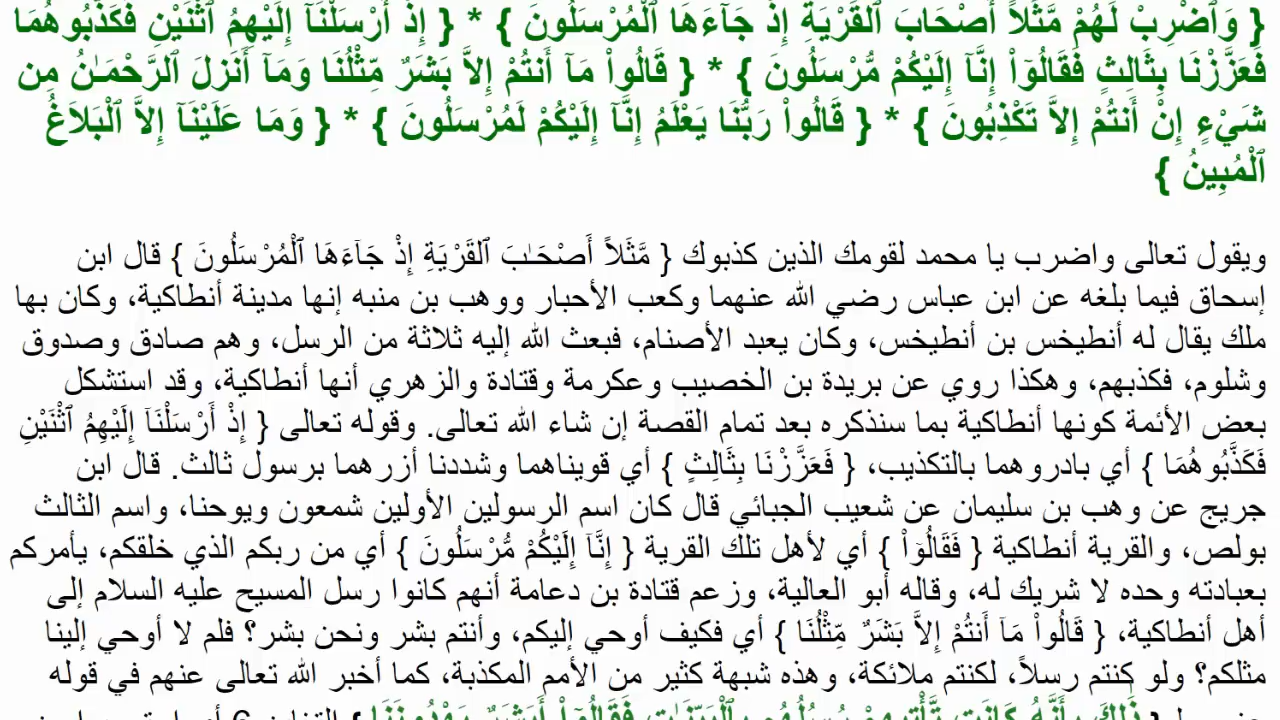 { وَٱضْرِبْ لَهُمْ مَّثَلاً أَصْحَابَ ٱلقَرْيَةِ إِذْ جَآءَهَا ٱلْمُرْسَلُونَ } * { إِذْ أَرْسَلْنَآ إِلَيْهِمُ ٱثْنَيْنِ فَكَذَّبُوهُمَا
فَعَزَّزْنَا بِثَالِثٍ فَقَالُوۤاْ إِنَّآ إِلَيْكُمْ مُّرْسَلُونَ } * { قَالُواْ مَآ أَنتُمْ إِلاَّ بَشَرٌ مِّثْلُنَا وَمَآ أَنَزلَ ٱلرَّحْمَـٰنُ مِن
شَيْءٍ إِنْ أَنتُمْ إِلاَّ تَكْذِبُونَ } * { قَالُواْ رَبُّنَا يَعْلَمُ إِنَّآ إِلَيْكُمْ لَمُرْسَلُونَ } * { وَمَا عَلَيْنَآ إِلاَّ ٱلْبَلاَغُ
ٱلْمُبِينُ }
ويقول تعالى واضرب يا محمد لقومك الذين كذبوك { مَّثَلاً أَصْحَـٰبَ ٱلقَرْيَةِ إِذْ جَآءَهَا ٱلْمُرْسَلُونَ } قال ابن
إسحاق فيما بلغه عن ابن عباس رضي الله عنهما وكعب الأحبار ووهب بن منبه إنها مدينة أنطاكية، وكان بها
ملك يقال له أنطيخس بن أنطيخس، وكان يعبد الأصنام، فبعث الله إليه ثلاثة من الرسل، وهم صادق وصدوق
وشلوم، فكذبهم، وهكذا روي عن بريدة بن الخصيب وعكرمة وقتادة والزهري أنها أنطاكية، وقد استشكل
بعض الأئمة كونها أنطاكية بما سنذكره بعد تمام القصة إن شاء الله تعالى. وقوله تعالى { إِذْ أَرْسَلْنَآ إِلَيْهِمُ ٱثْنَيْنِ
فَكَذَّبُوهُمَا } أي بادروهما بالتكذيب، { فَعَزَّزْنَا بِثَالِثٍ } أي قويناهما وشددنا أزرهما برسول ثالث. قال ابن
جريج عن وهب بن سليمان عن شعيب الجبائي قال كان اسم الرسولين الأولين شمعون ويوحنا، واسم الثالث
بولص، والقرية أنطاكية { فَقَالُوۤاْ } أي لأهل تلك القرية { إِنَّآ إِلَيْكُمْ مُّرْسَلُونَ } أي من ربكم الذي خلقكم، يأمركم
بعبادته وحده لا شريك له، وقاله أبو العالية، وزعم قتادة بن دعامة أنهم كانوا رسل المسيح عليه السلام إلى
أهل أنطاكية، { قَالُواْ مَآ أَنتُمْ إِلاَّ بَشَرٌ مِّثْلُنَا } أي فكيف أوحي إليكم، وأنتم بشر ونحن بشر؟ فلم لا أوحي إلينا
مثلكم؟ ولو كنتم رسلاً، لكنتم ملائكة، وهذه شبهة كثير من الأمم المكذبة، كما أخبر الله تعالى عنهم في قوله